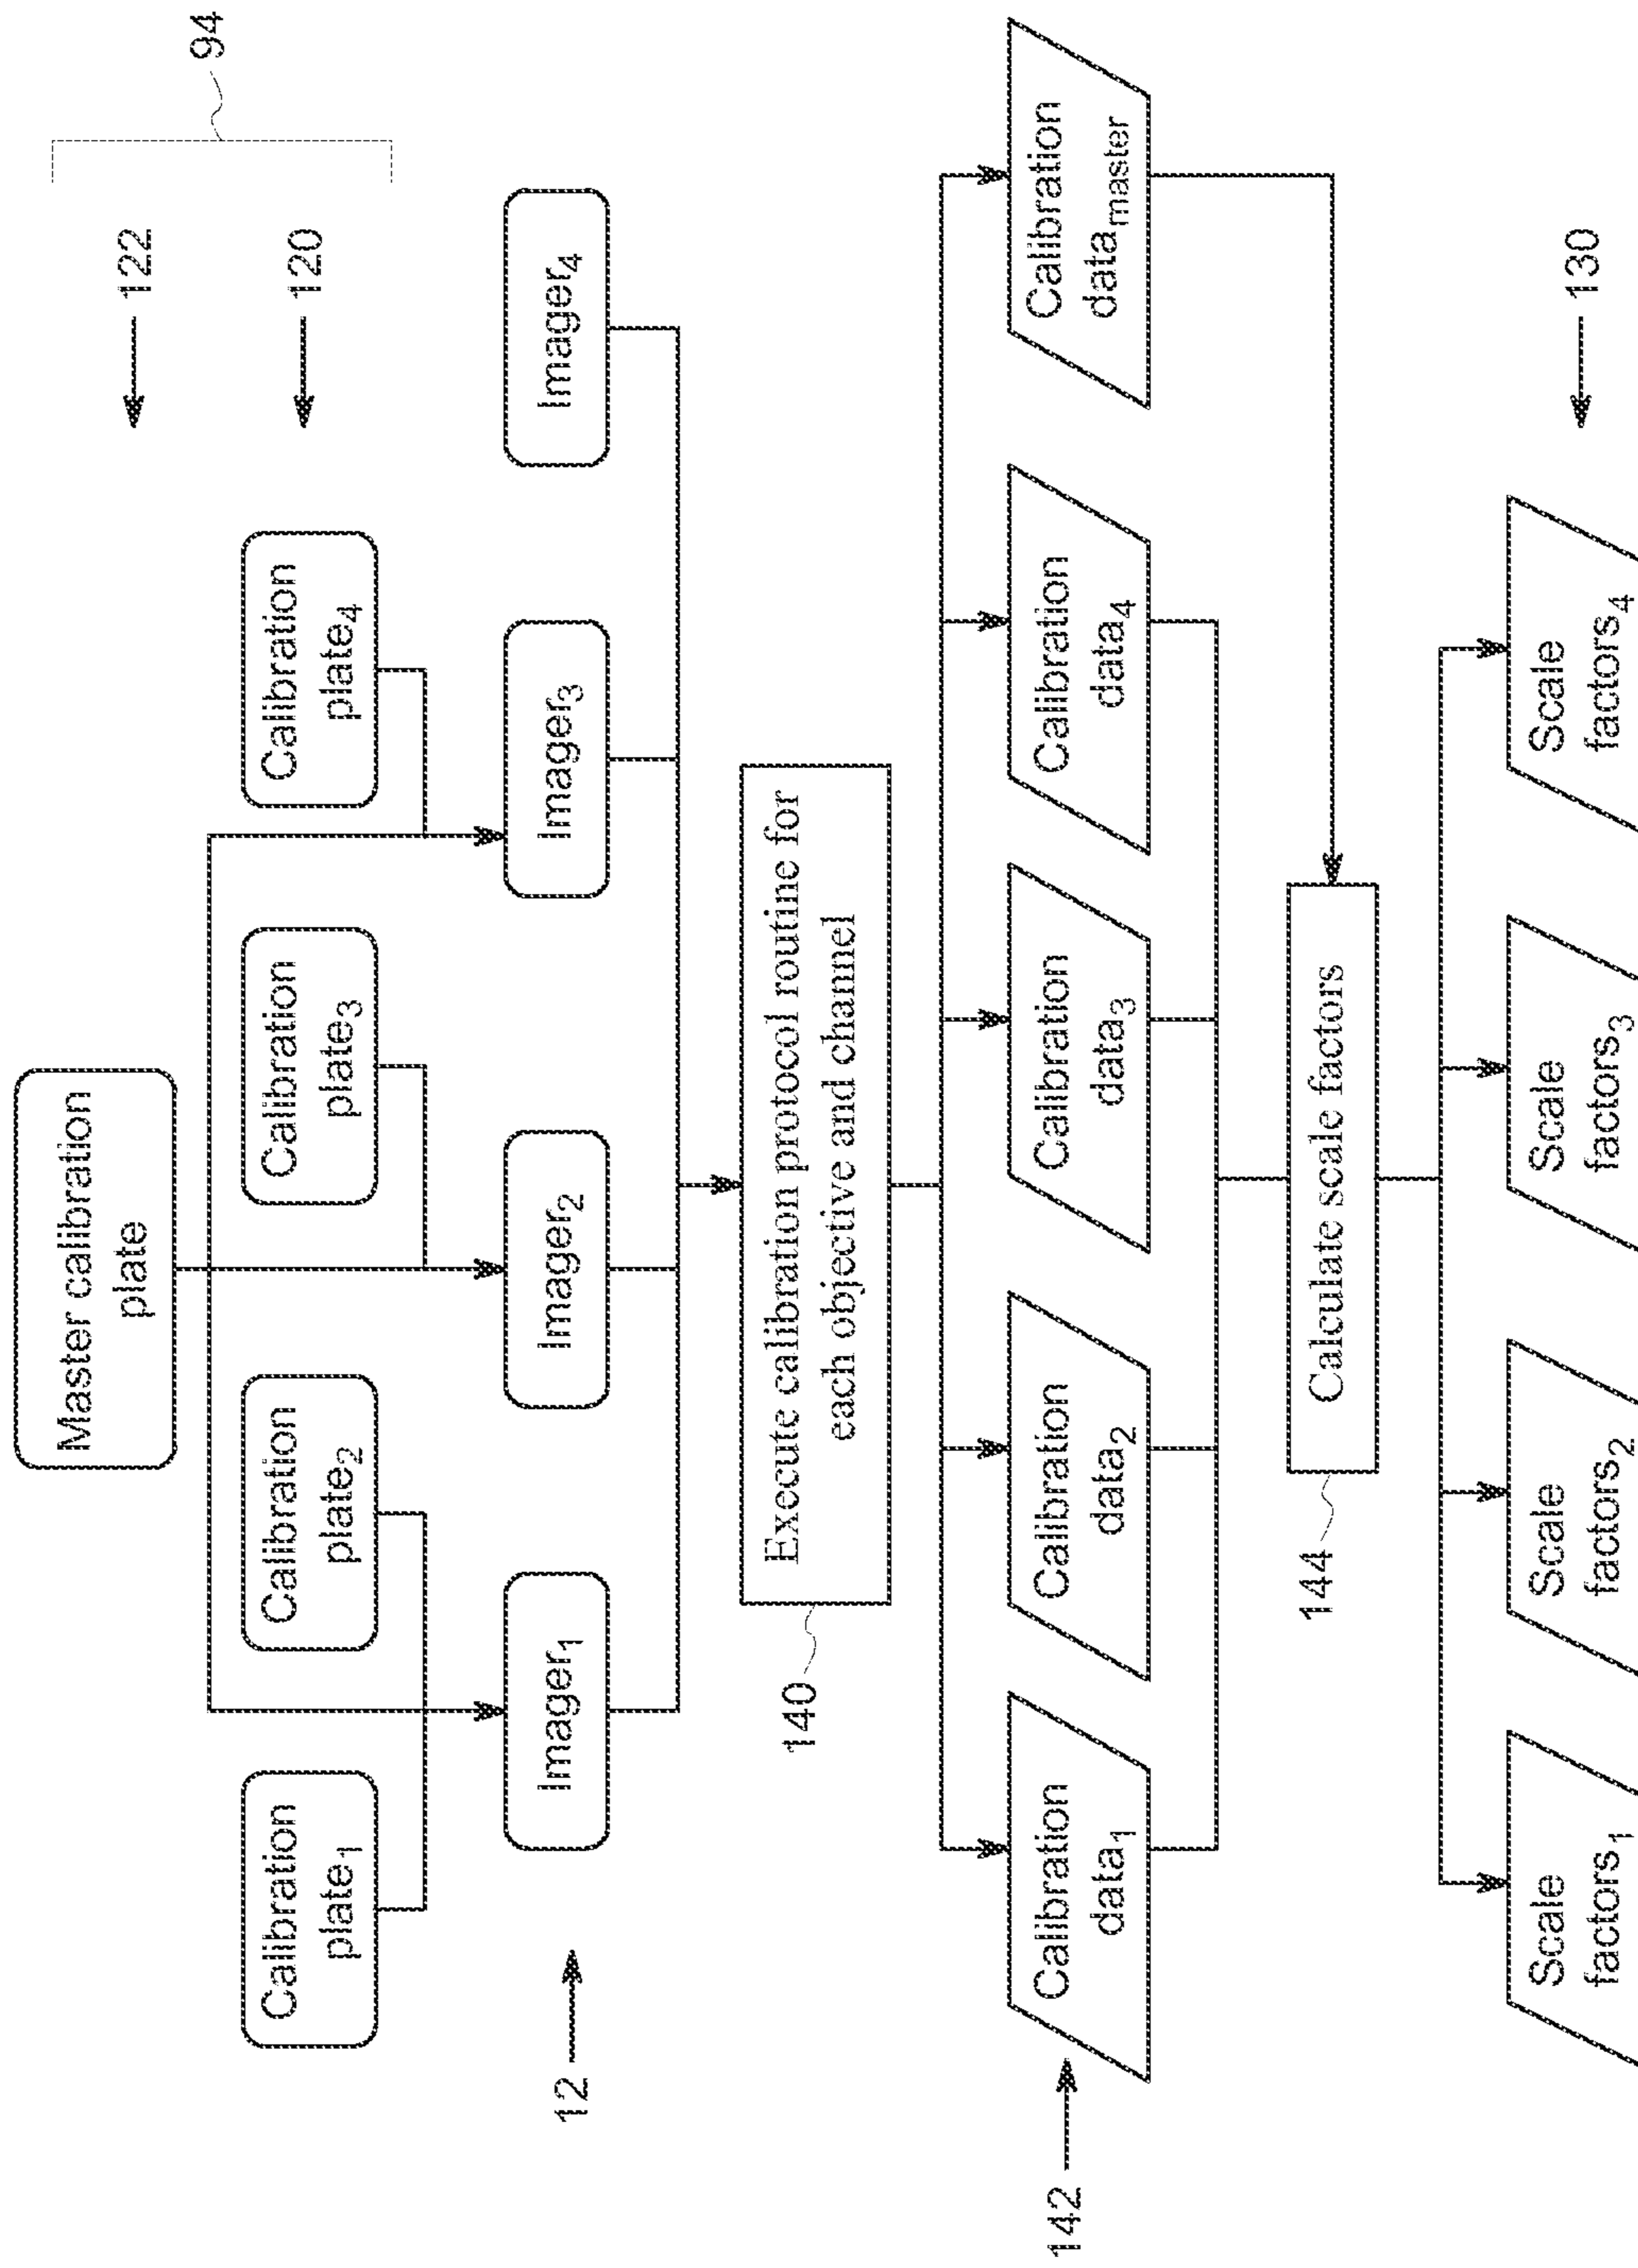 94
Master calibration
plate
122
Calibration
plate1
Calibration
plate2
Calibration
plate3
Calibration
plate4
120
12
Imager1
Imager2
Imager3
Imager4
140
Execute calibration protocol routine for
each objective and channel
142
Calibration
data1
Calibration
data2
Calibration
data3
Calibration
data4
Calibration
datamaster
144
Calculate scale factors
Scale
factors1
Scale
factors2
Scale
factors3
Scale
factors4
130